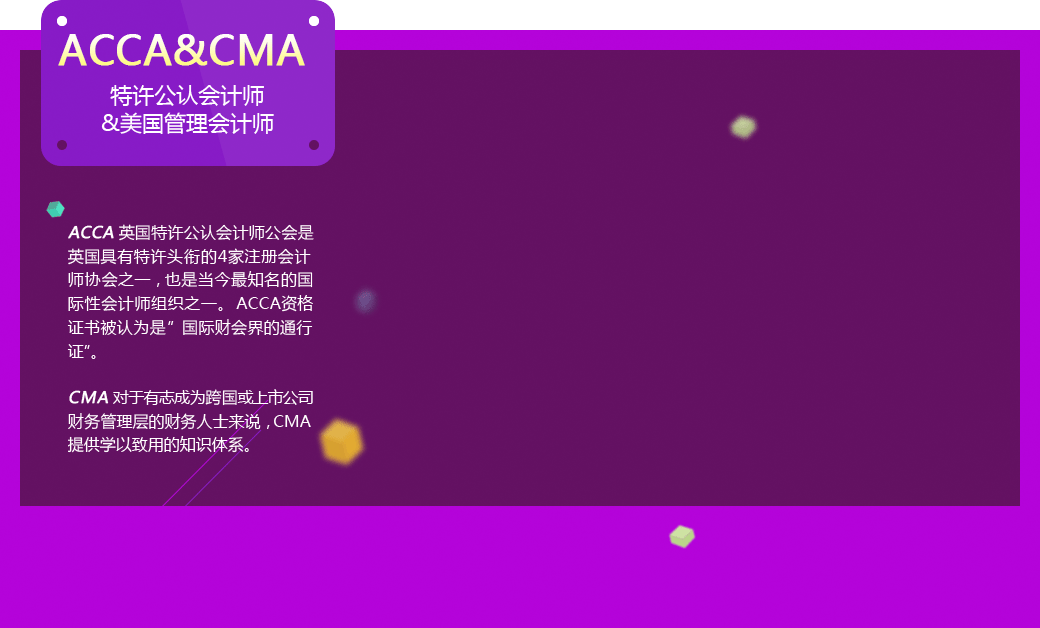 ACCA&CMA
特许公认会计师
&美国管理会计师
ACCA 英国特许公认会计师公会是
英国具有特许头衔的4家注册会计
师协会之一，也是当今最知名的国
际性会计师组织之一。ACCA资格
证书被认为是”国际财会界的通行
证”。
CMA 对于有志成为跨国或上市公司
财务管理层的财务人士来说，CMA
提供学以致用的知识体系。